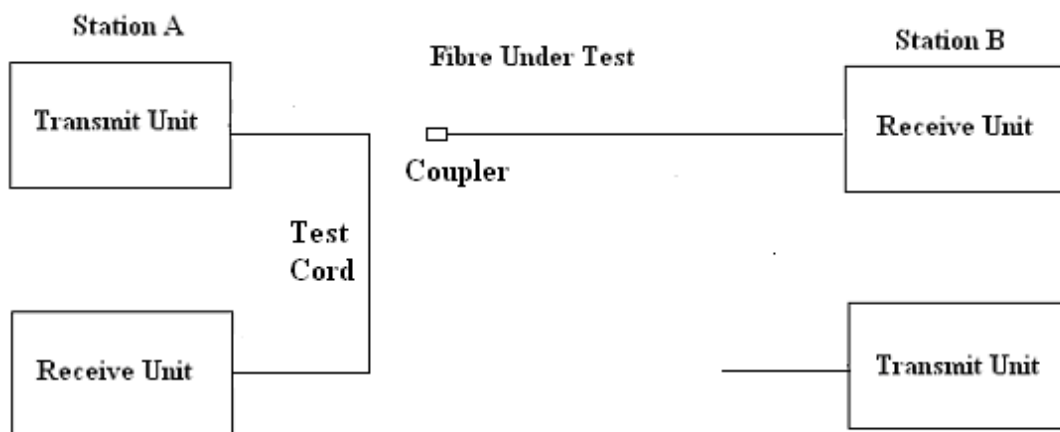 Station A
Fibre Under Test
Station B
Transmit Unit
Receive Unit
Coupler
Test
Cord
Receive Unit
Transmit Unit